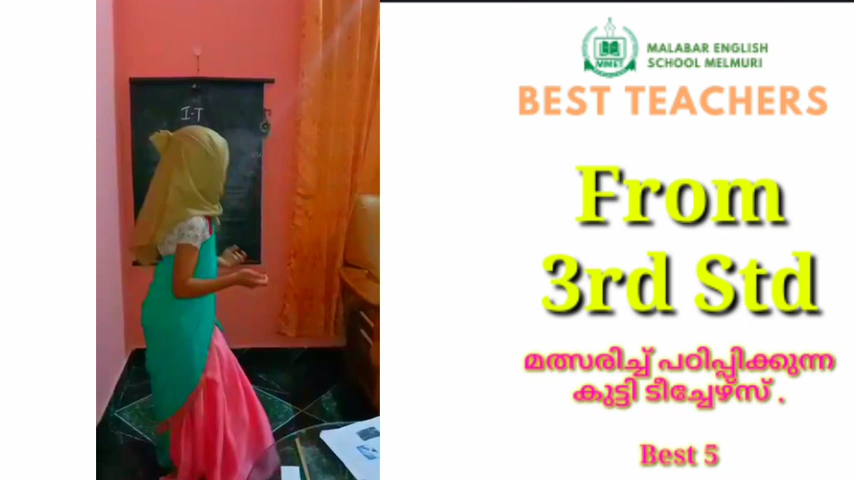 I-T
MALABAR ENGLISH
SCHOOL MELMURI
BEST TEACHERS
From
3rd Std
മത്സരിച്ച് പഠിപ്പിക്കുന്ന
കുട്ടി ടീച്ചേഴ്സ് .
Best 5